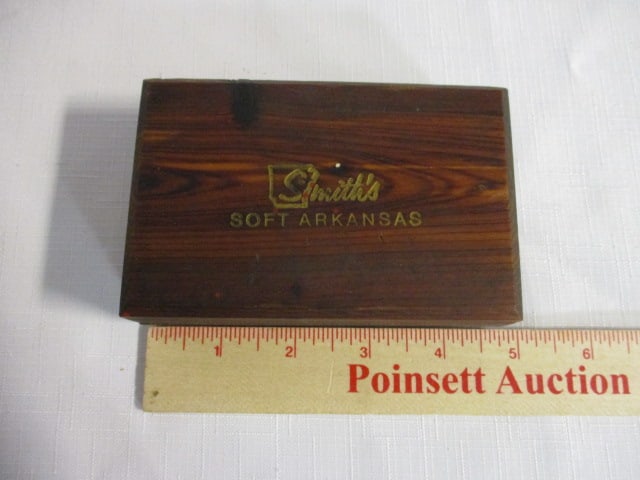 Smith's
SOFT ARKANSAS
1 2 3 4 5 6
Poinsett Auction